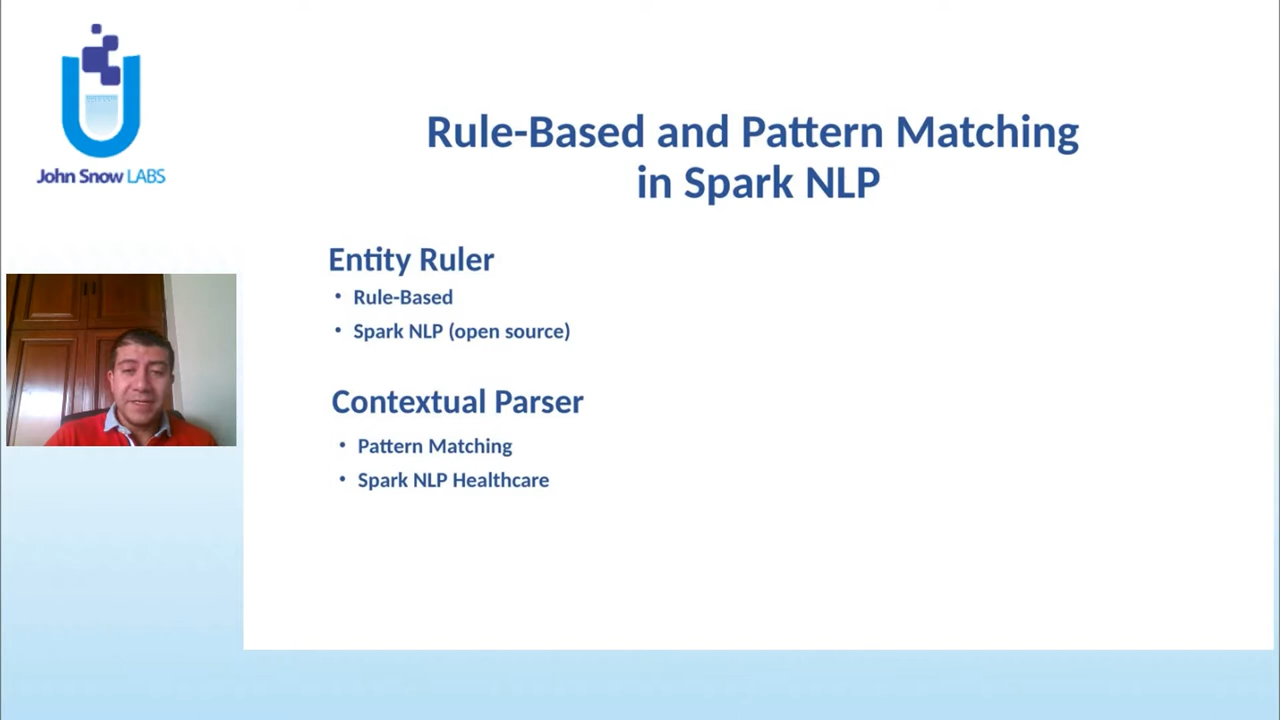 John Snow LABS
Rule-Based and Pattern Matching
in Spark NLP
Entity Ruler
• Rule-Based
• Spark NLP (open source)
Contextual Parser
• Pattern Matching
• Spark NLP Healthcare